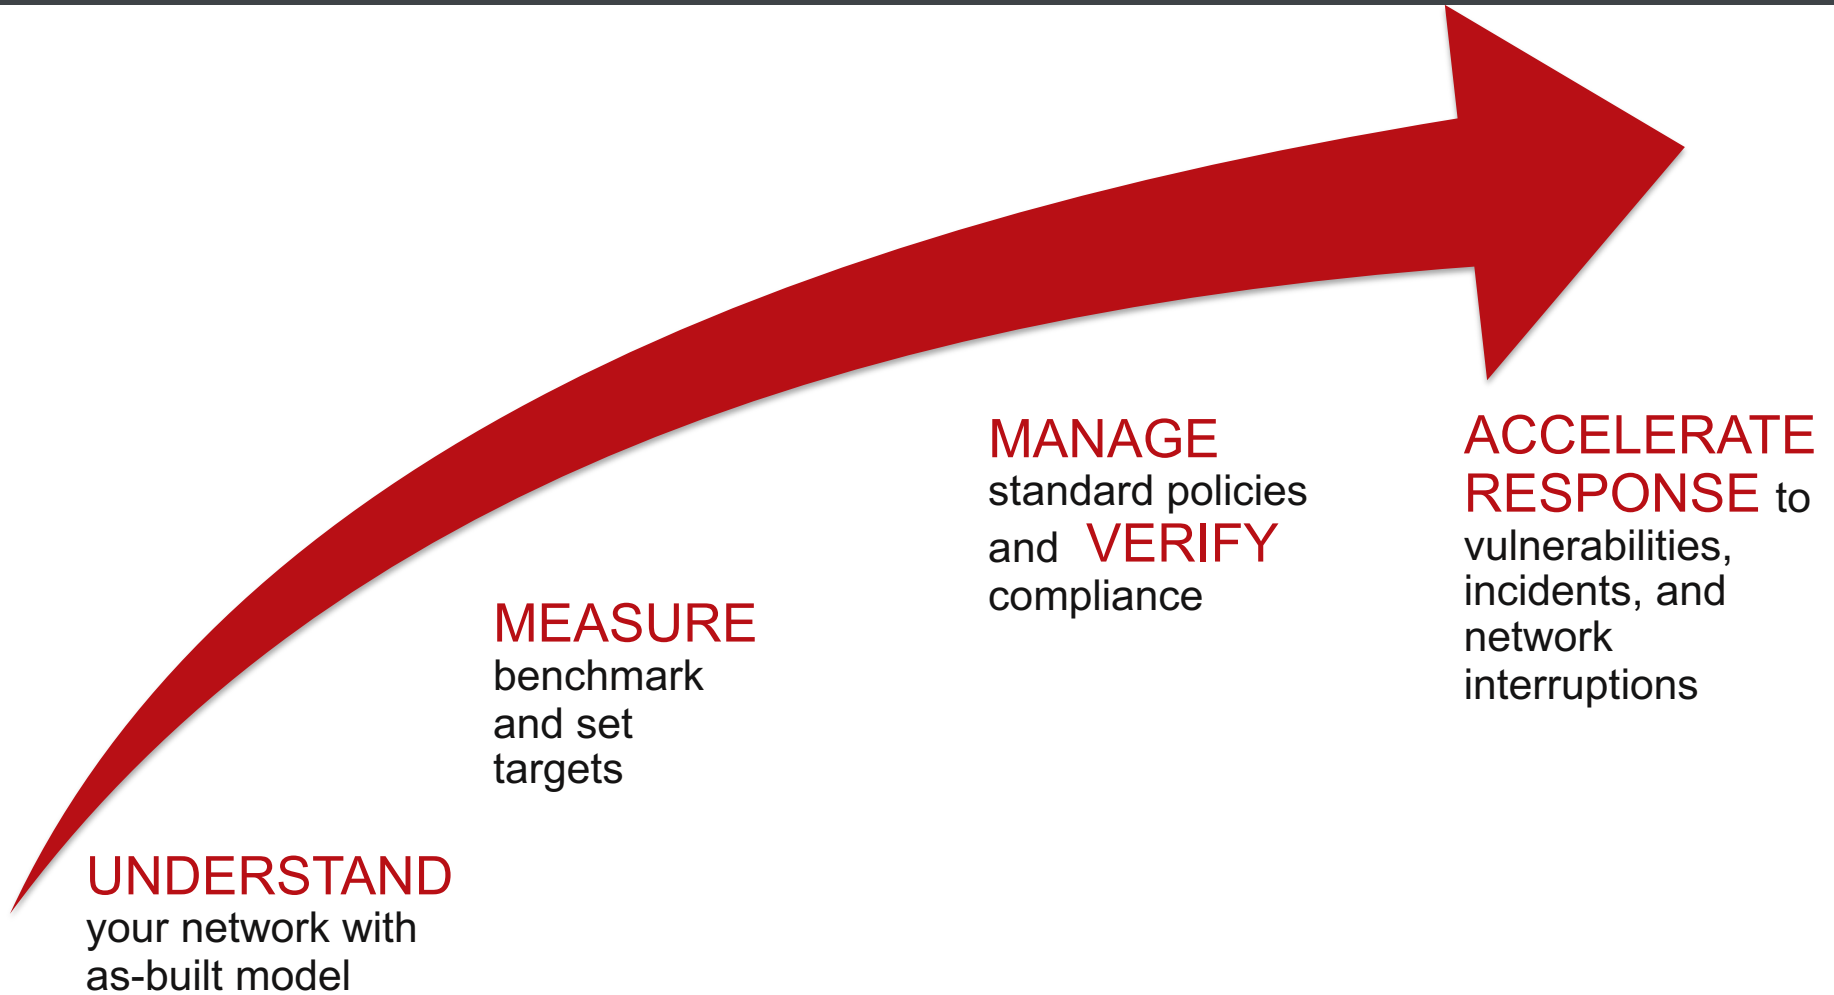 UNDERSTAND
your network with
as-built model
MEASURE
benchmark
and set
targets
MANAGE
standard policies
and VERIFY
compliance
ACCELERATE
RESPONSE to
vulnerabilities,
incidents, and
network
interruptions